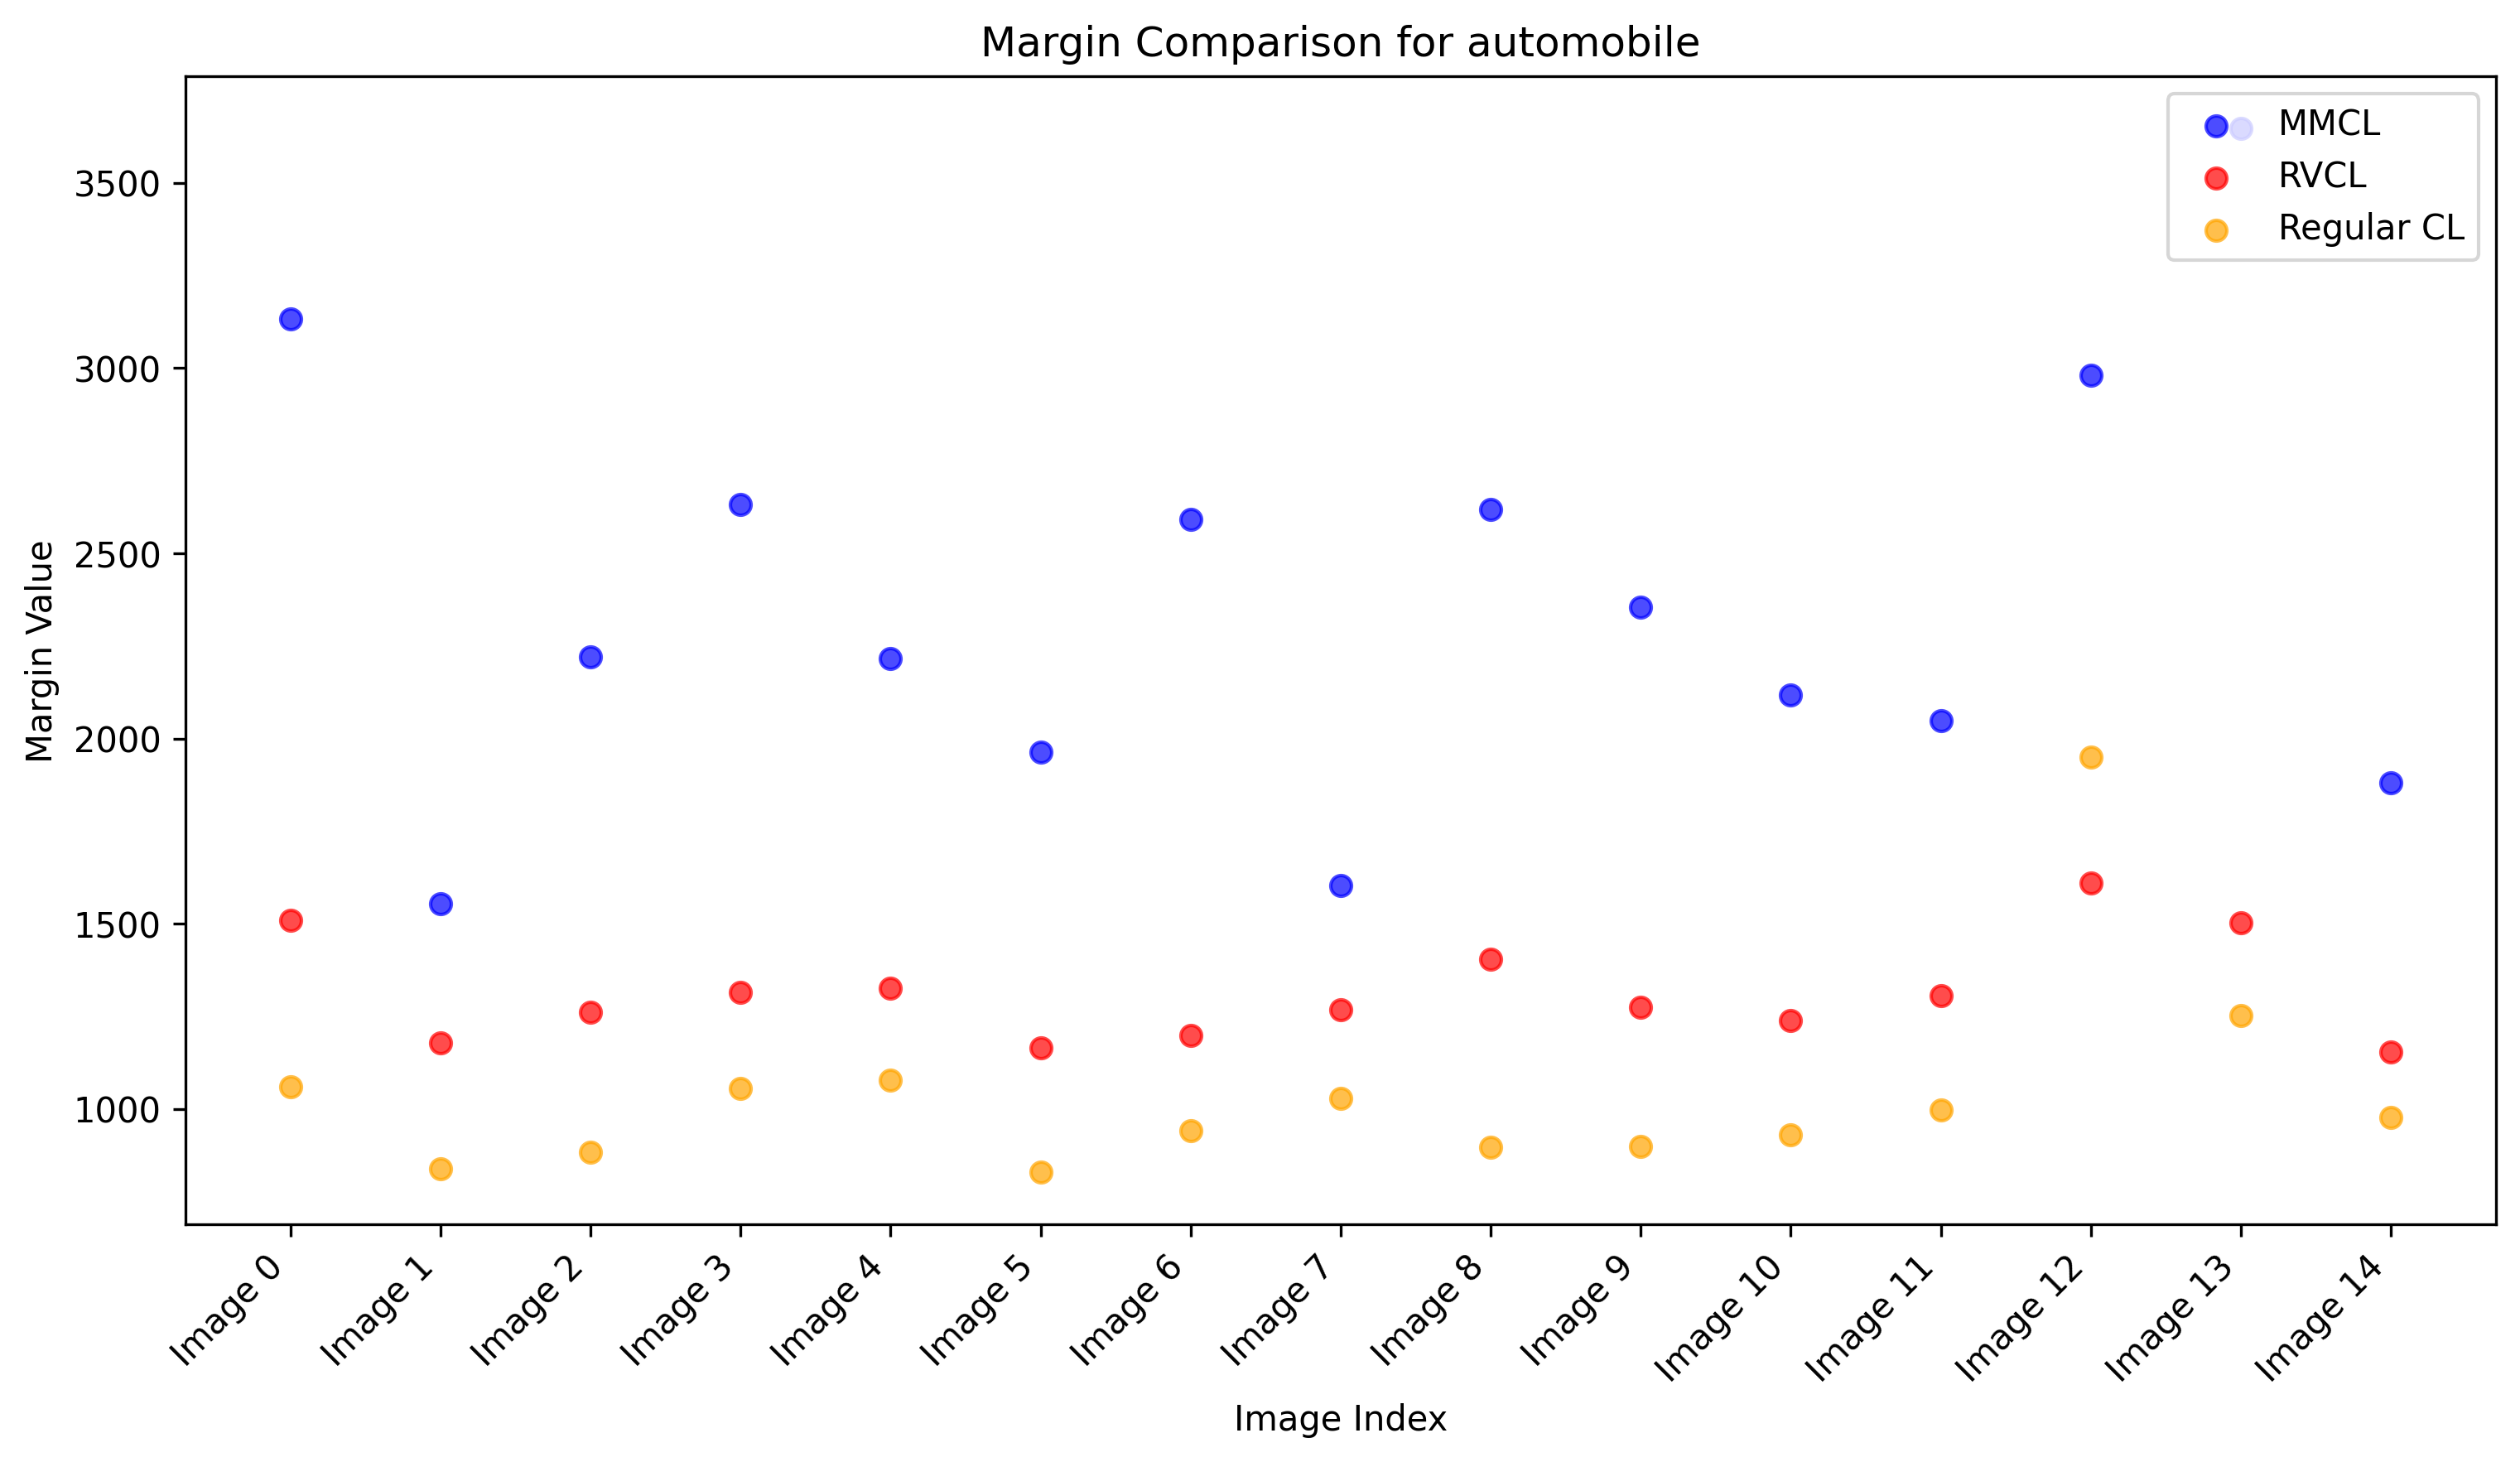 Margin Comparison for automobile
MMCL
RVCL
Regular CL
Margin Value
3500
3000
2500
2000
1500
1000
Image 0
Image 1
Image 2
Image 3
Image 4
Image 5
Image 6
Image 7
Image 8
Image 9
Image 10
Image 11
Image 12
Image 13
Image 14
Image Index